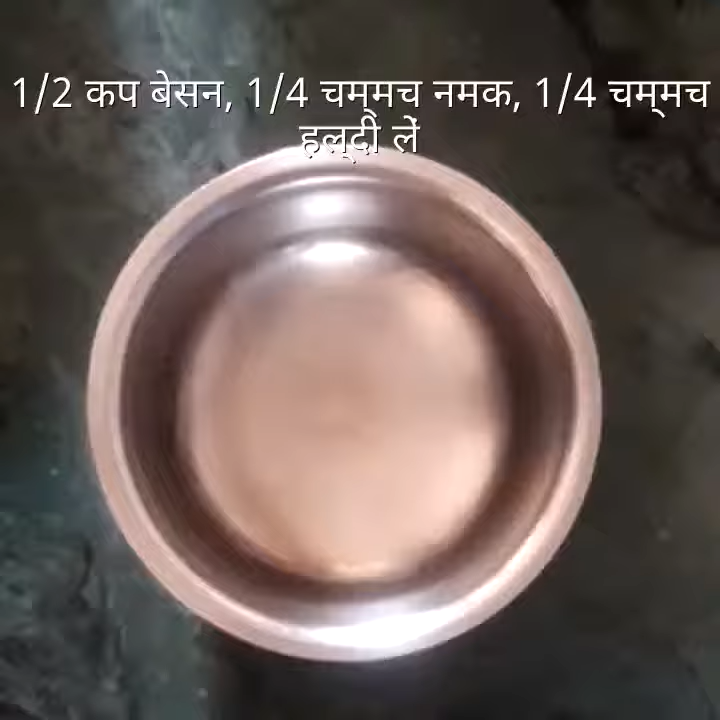 1/2 कप बेसन, 1/4 चम्मच नमक, 1/4 चम्मच
हल्दी लें